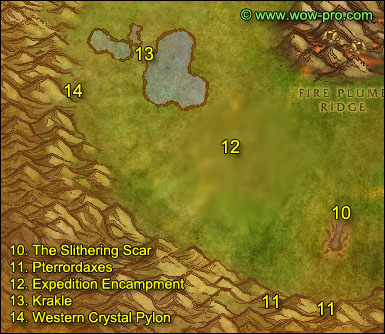 © www.wow-pro.com
13
14
FIRE PLUME
RIDGE
12
10
10. The Slithering Scar
11. Pterrordaxes
12. Expedition Encampment
13. Krakle
14. Western Crystal Pylon
11
11